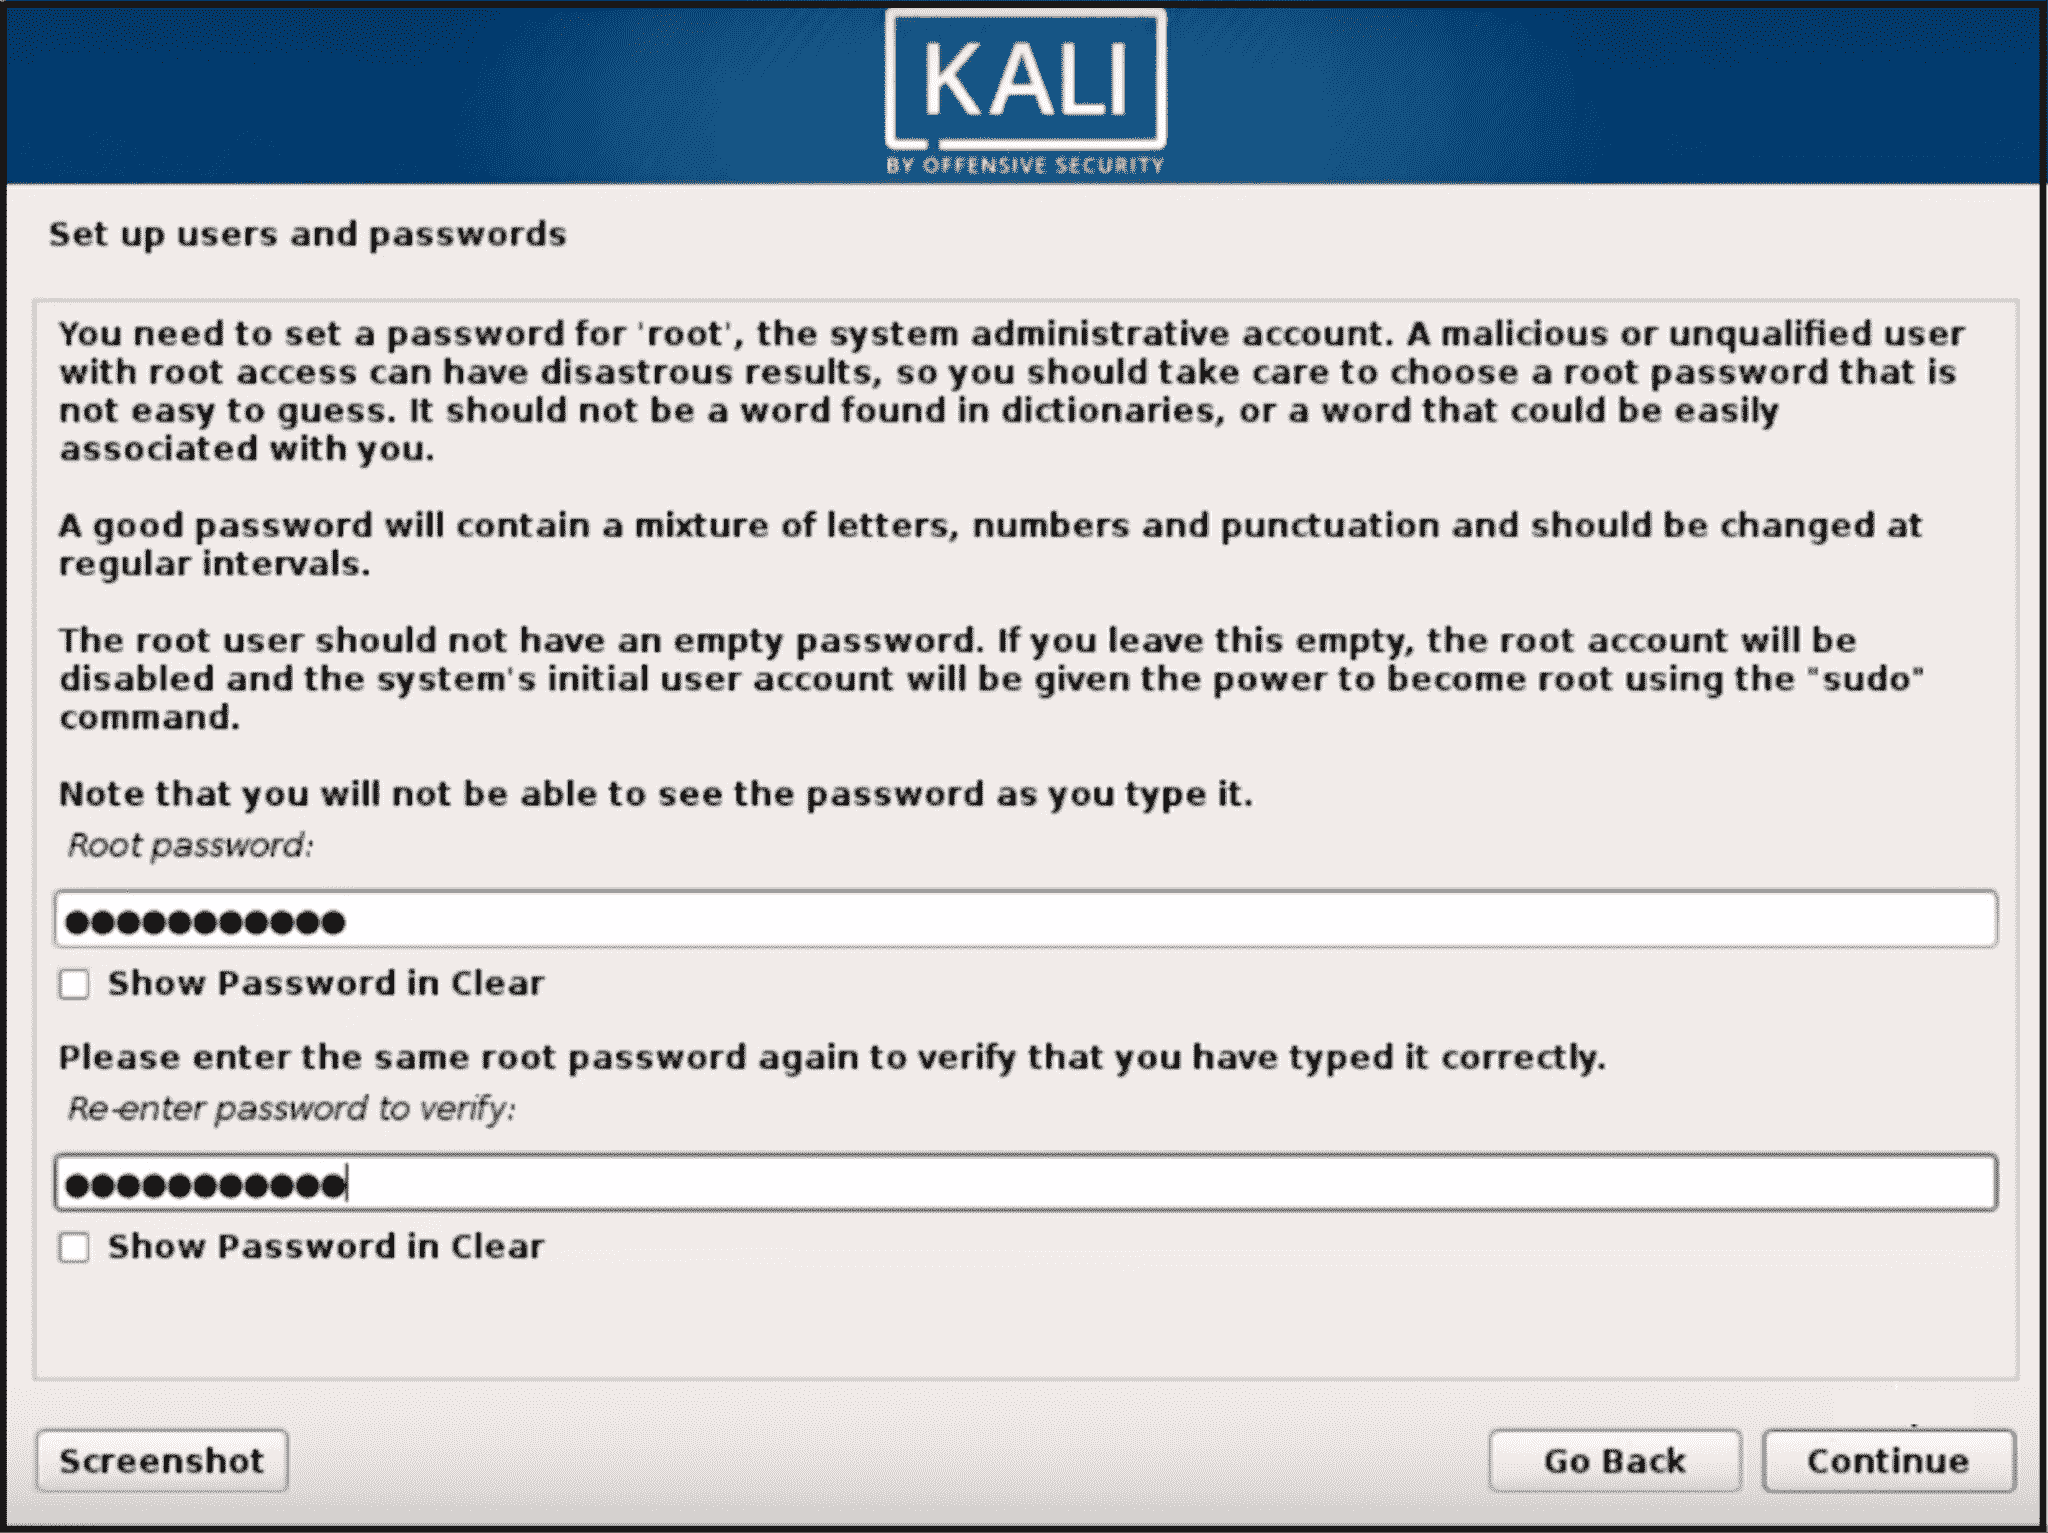 KALI
BY OFFENSIVE SECURITY
Set up users and passwords
You need to set a password for 'root', the system administrative account. A malicious or unqualified user
with root access can have disastrous results, so you should take care to choose a root password that is
not easy to guess. It should not be a word found in dictionaries, or a word that could be easily
associated with you.
A good password will contain a mixture of letters, numbers and punctuation and should be changed at
regular intervals.
The root user should not have an empty password. If you leave this empty, the root account will be
disabled and the system's initial user account will be given the power to become root using the "sudo"
command.
Note that you will not be able to see the password as you type it.
Root password:
●●●●●●●●●●●
Show Password in Clear
Please enter the same root password again to verify that you have typed it correctly.
Re-enter password to verify:
●●●●●●●●●●●
Show Password in Clear
Screenshot
Go Back
Continue